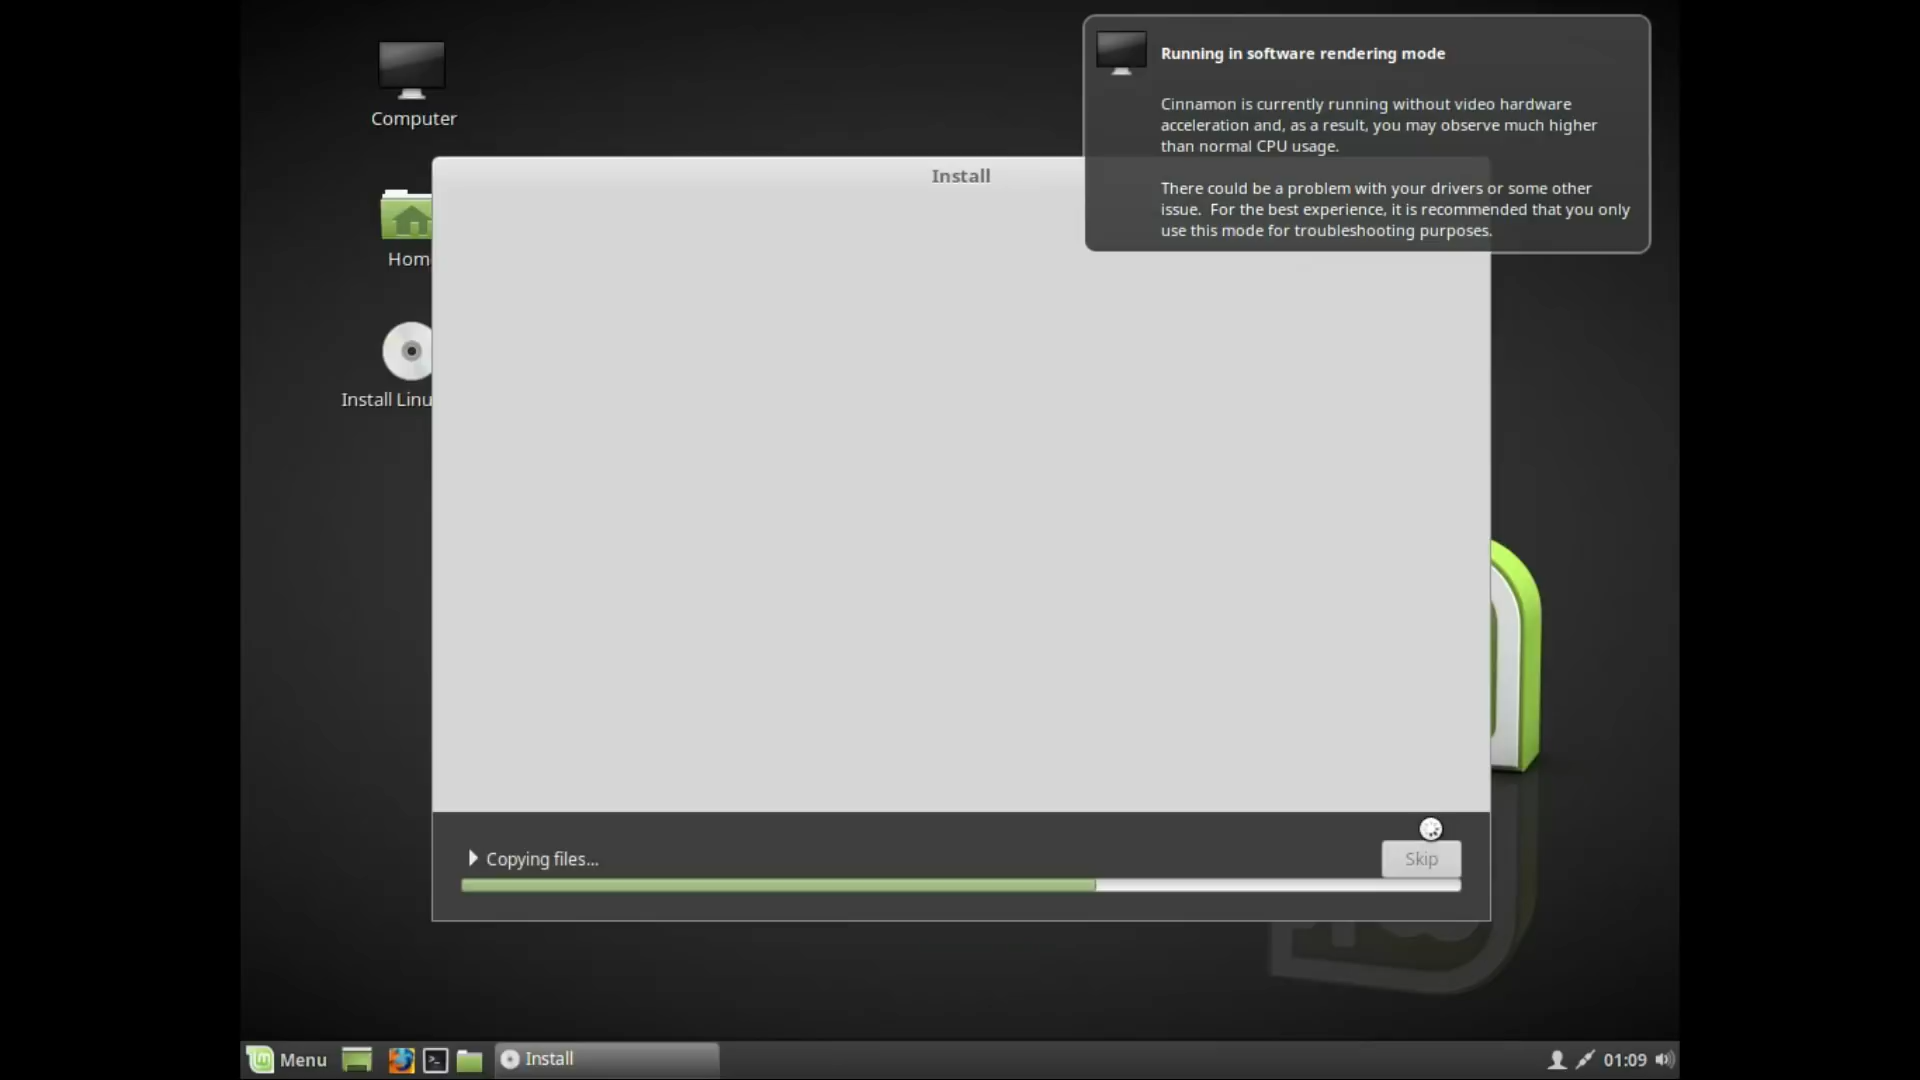 Computer
Home
Install Linu
Running in software rendering mode
Cinnamon is currently running without video hardware
acceleration and, as a result, you may observe much higher
than normal CPU usage.
There could be a problem with your drivers or some other
issue.  For the best experience, it is recommended that you only
use this mode for troubleshooting purposes.
Install
Copying files...
Skip
Menu
Install
01:09